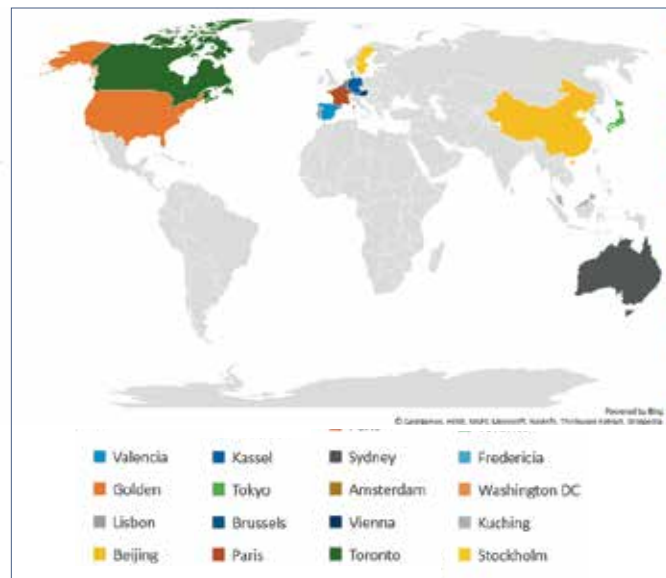 Powered by Bing
Valencia Kassel Sydney Fredericia
Golden Tokyo Amsterdam Washington DC
Lisbon Brussels Vienna Kuching
Beijing Paris Toronto Stockholm